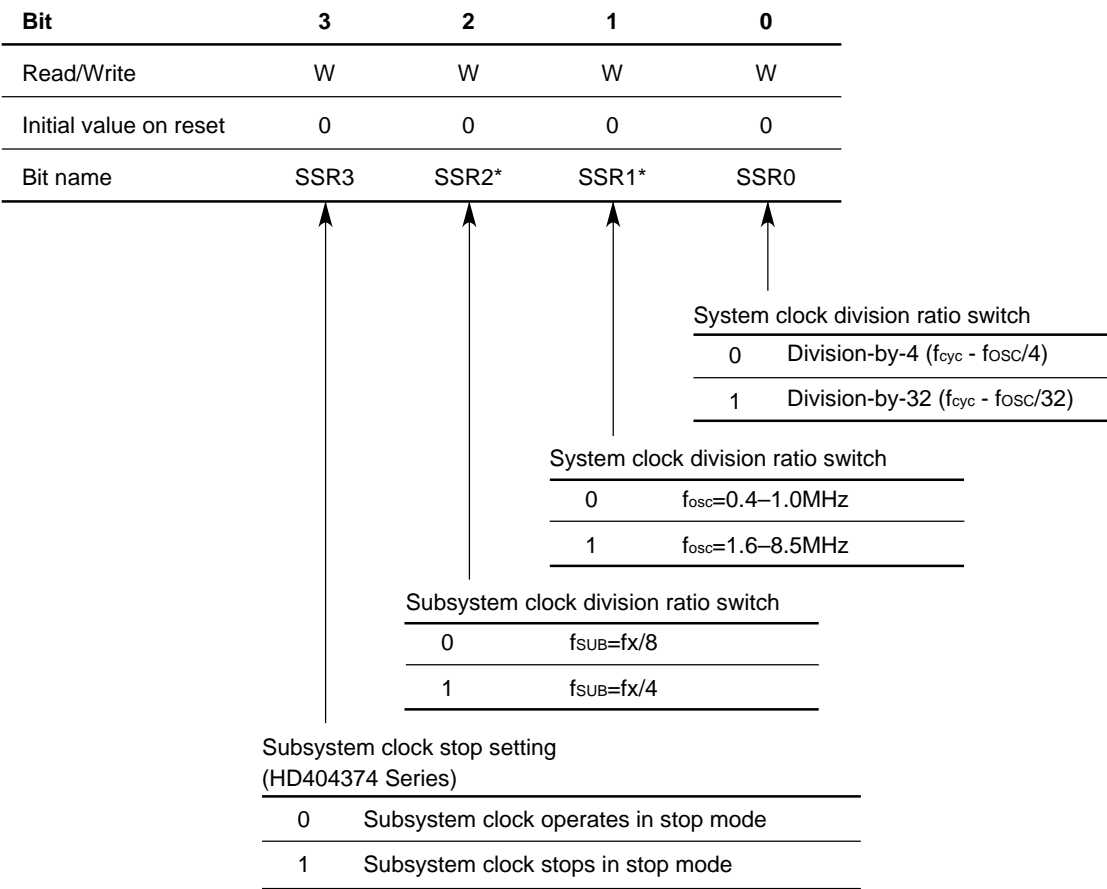 Bit 3 2 1 0
Read/Write W W W W
Initial value on reset 0 0 0 0
Bit name SSR3 SSR2* SSR1* SSR0
System clock division ratio switch
0 Division-by-4 (fcyc - fOSC/4)
1 Division-by-32 (fcyc - fOSC/32)
System clock division ratio switch
0 fosc=0.4–1.0MHz
1 fosc=1.6–8.5MHz
Subsystem clock division ratio switch
0 fSUB=fx/8
1 fSUB=fx/4
Subsystem clock stop setting
(HD404374 Series)
0 Subsystem clock operates in stop mode
1 Subsystem clock stops in stop mode